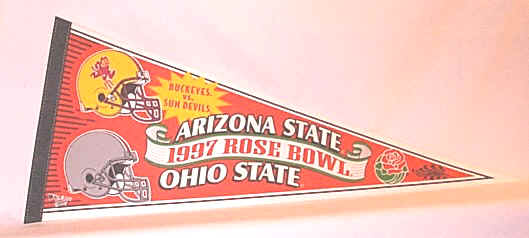 BUCKEYES
VS.
SUN DEVILS
ARIZONA STATE
1997 ROSE BOWL
OHIO STATE